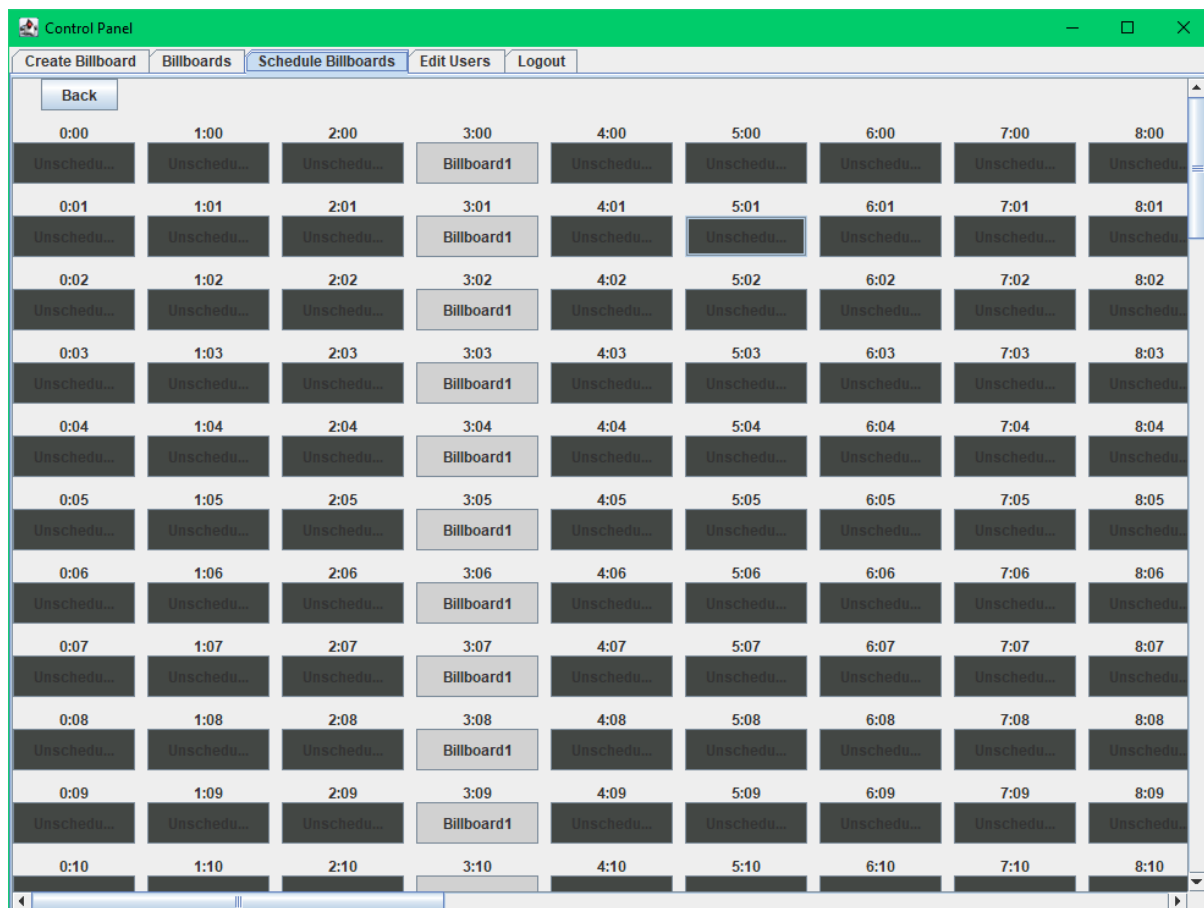 Control Panel
Create Billboard Billboards Schedule Billboards Edit Users Logout
Back
0:00 1:00 2:00 3:00 4:00 5:00 6:00 7:00 8:00
Unschedu... Unschedu... Unschedu... Billboard1 Unschedu... Unschedu... Unschedu... Unschedu... Unschedu..
0:01 1:01 2:01 3:01 4:01 5:01 6:01 7:01 8:01
Unschedu... Unschedu... Unschedu... Billboard1 Unschedu... Unschedu... Unschedu... Unschedu... Unschedu..
0:02 1:02 2:02 3:02 4:02 5:02 6:02 7:02 8:02
Unschedu... Unschedu... Unschedu... Billboard1 Unschedu... Unschedu... Unschedu... Unschedu... Unschedu..
0:03 1:03 2:03 3:03 4:03 5:03 6:03 7:03 8:03
Unschedu... Unschedu... Unschedu... Billboard1 Unschedu... Unschedu... Unschedu... Unschedu... Unschedu..
0:04 1:04 2:04 3:04 4:04 5:04 6:04 7:04 8:04
Unschedu... Unschedu... Unschedu... Billboard1 Unschedu... Unschedu... Unschedu... Unschedu... Unschedu..
0:05 1:05 2:05 3:05 4:05 5:05 6:05 7:05 8:05
Unschedu... Unschedu... Unschedu... Billboard1 Unschedu... Unschedu... Unschedu... Unschedu... Unschedu..
0:06 1:06 2:06 3:06 4:06 5:06 6:06 7:06 8:06
Unschedu... Unschedu... Unschedu... Billboard1 Unschedu... Unschedu... Unschedu... Unschedu... Unschedu..
0:07 1:07 2:07 3:07 4:07 5:07 6:07 7:07 8:07
Unschedu... Unschedu... Unschedu... Billboard1 Unschedu... Unschedu... Unschedu... Unschedu... Unschedu..
0:08 1:08 2:08 3:08 4:08 5:08 6:08 7:08 8:08
Unschedu... Unschedu... Unschedu... Billboard1 Unschedu... Unschedu... Unschedu... Unschedu... Unschedu..
0:09 1:09 2:09 3:09 4:09 5:09 6:09 7:09 8:09
Unschedu... Unschedu... Unschedu... Billboard1 Unschedu... Unschedu... Unschedu... Unschedu... Unschedu..
0:10 1:10 2:10 3:10 4:10 5:10 6:10 7:10 8:10